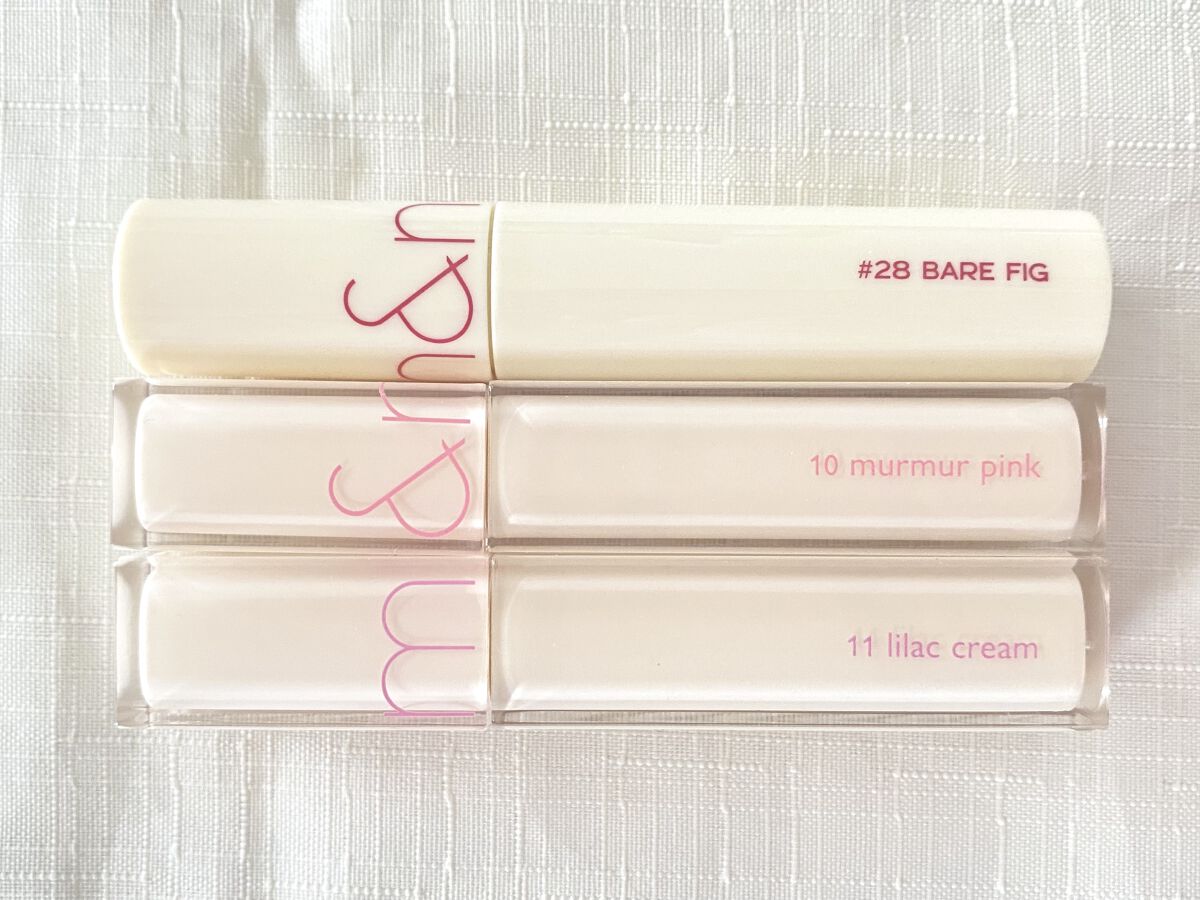 &n
#28 BARE FIG
&n
10 murmur pink
m
11 lilac cream